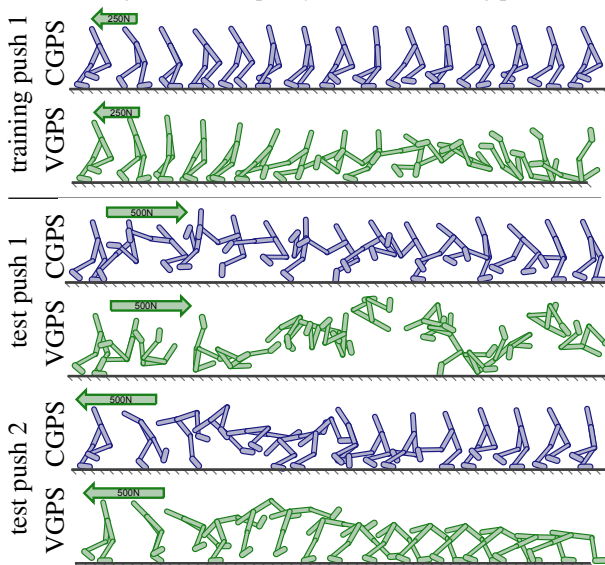 training push 1
CGPS
250N
VGPS
250N
test push 1
CGPS
500N
VGPS
500N
test push 2
CGPS
500N
VGPS
500N